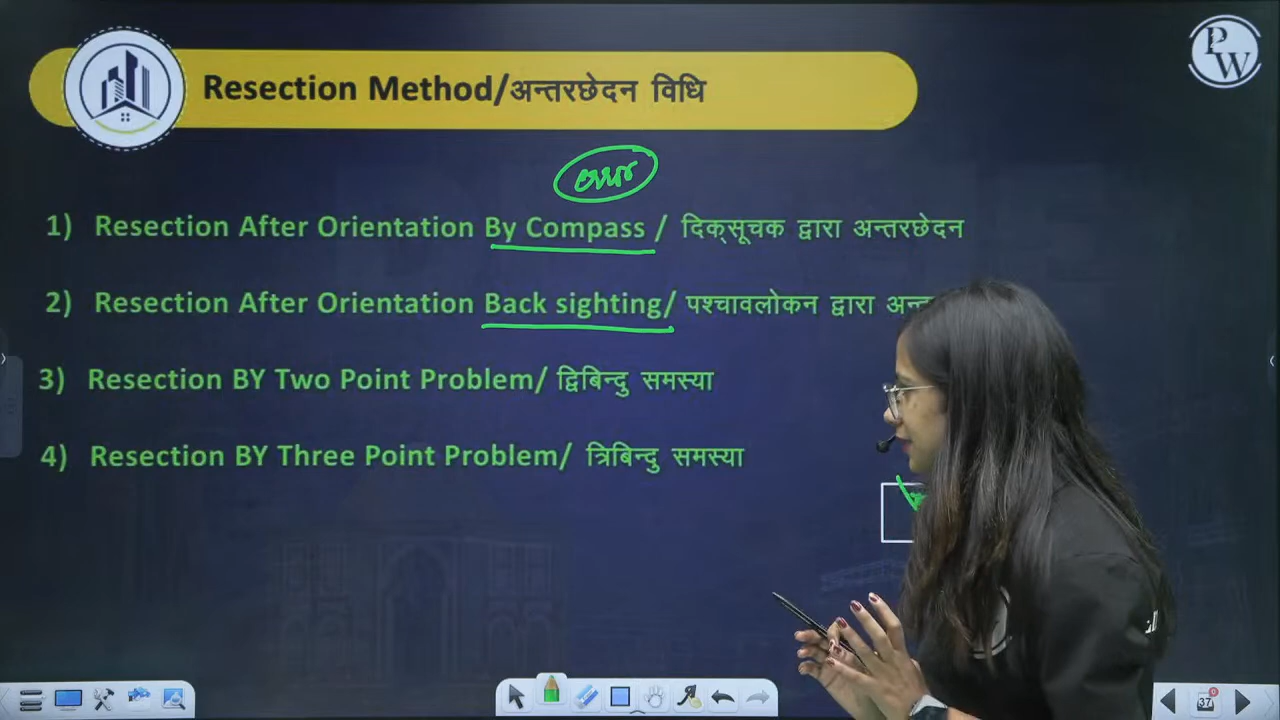 PW
Resection Method/अन्तरछेदन विधि
1) Resection After Orientation By Compass / दिक्सूचक द्वारा अन्तरछेदन
2) Resection After Orientation Back sighting/ पश्चावलोकन द्वारा
3) Resection BY Two Point Problem/ द्विबिन्दु समस्या
4) Resection BY Three Point Problem/ त्रिबिन्दु समस्या
37